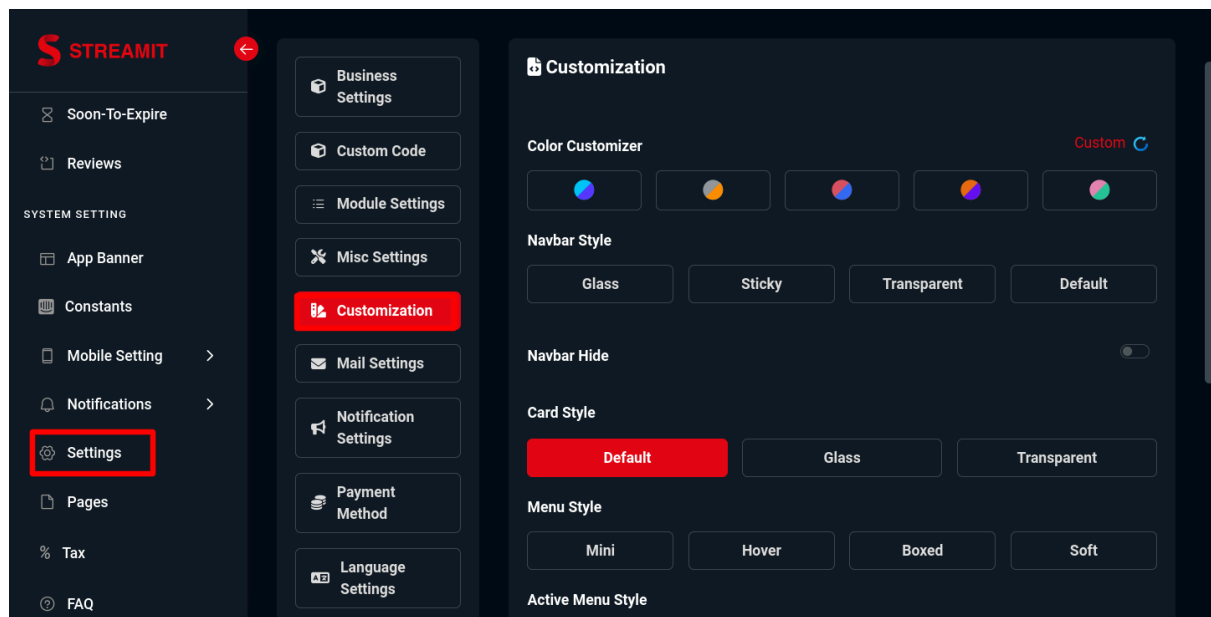 STREAMIT
Soon-To-Expire
Reviews
SYSTEM SETTING
App Banner
Constants
Mobile Setting
Notifications
Settings
Pages
% Tax
FAQ
Business
Settings
Custom Code
Module Settings
Misc Settings
Customization
Mail Settings
Notification
Settings
Payment
Method
Language
Settings
Customization
Color Customizer
Custom
Navbar Style
Glass
Sticky
Transparent
Default
Navbar Hide
Card Style
Default
Glass
Transparent
Menu Style
Mini
Hover
Boxed
Soft
Active Menu Style